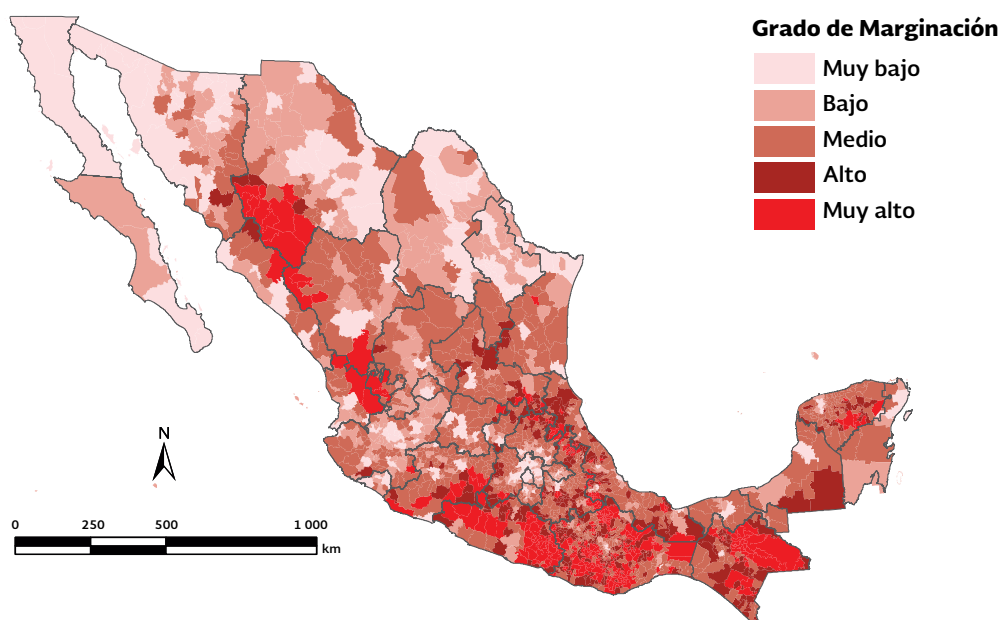 Grado de Marginación
Muy bajo
Bajo
Medio
Alto
Muy alto
N
0 250 500 1 000
km